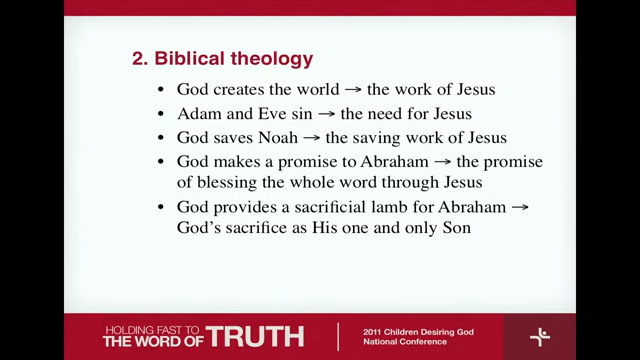 2. Biblical theology
• God creates the world → the work of Jesus
• Adam and Eve sin → the need for Jesus
• God saves Noah → the saving work of Jesus
• God makes a promise to Abraham → the promise
of blessing the whole word through Jesus
• God provides a sacrificial lamb for Abraham →
God's sacrifice as His one and only Son
HOLDING FAST TO
THE WORD OF TRUTH
2011 Children Desiring God
National Conference